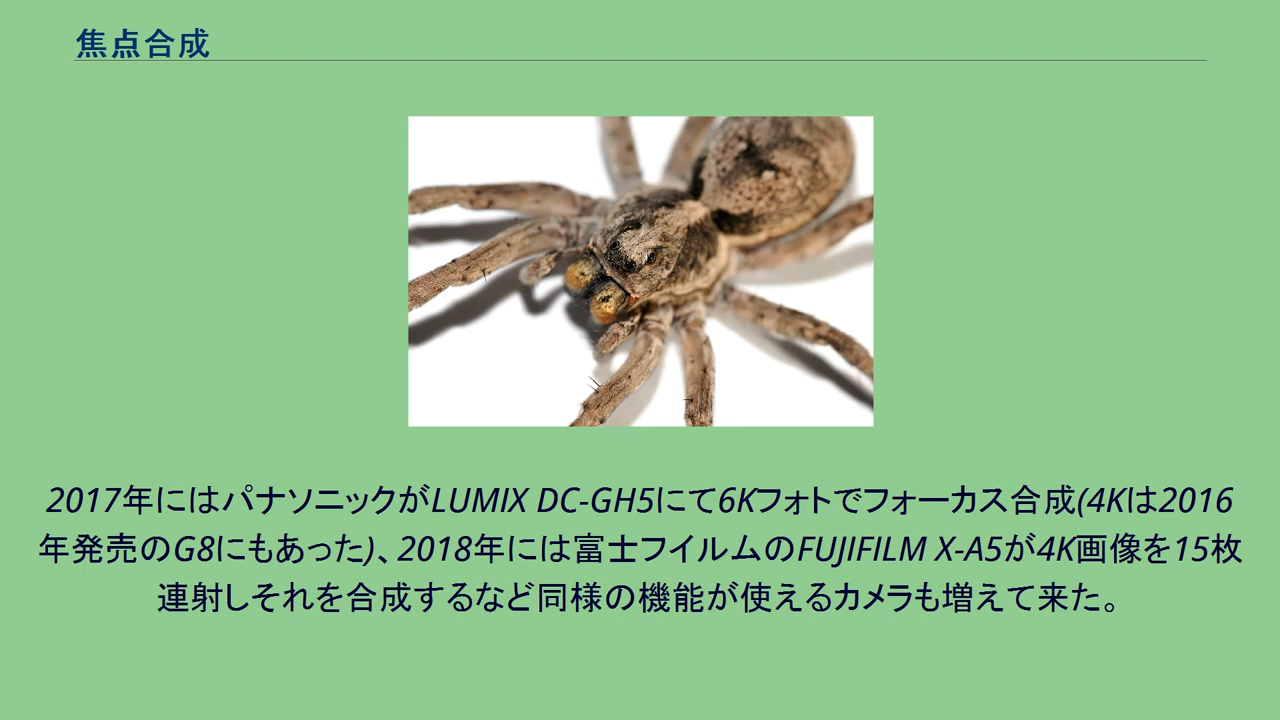 焦点合成
2017年にはパナソニックがLUMIX DC-GH5にて6Kフォトでフォーカス合成(4Kは2016
年発売のG8にもあった)、2018年には富士フイルムのFUJIFILM X-A5が4K画像を15枚
連射しそれを合成するなど同様の機能が使えるカメラも増えて来た。